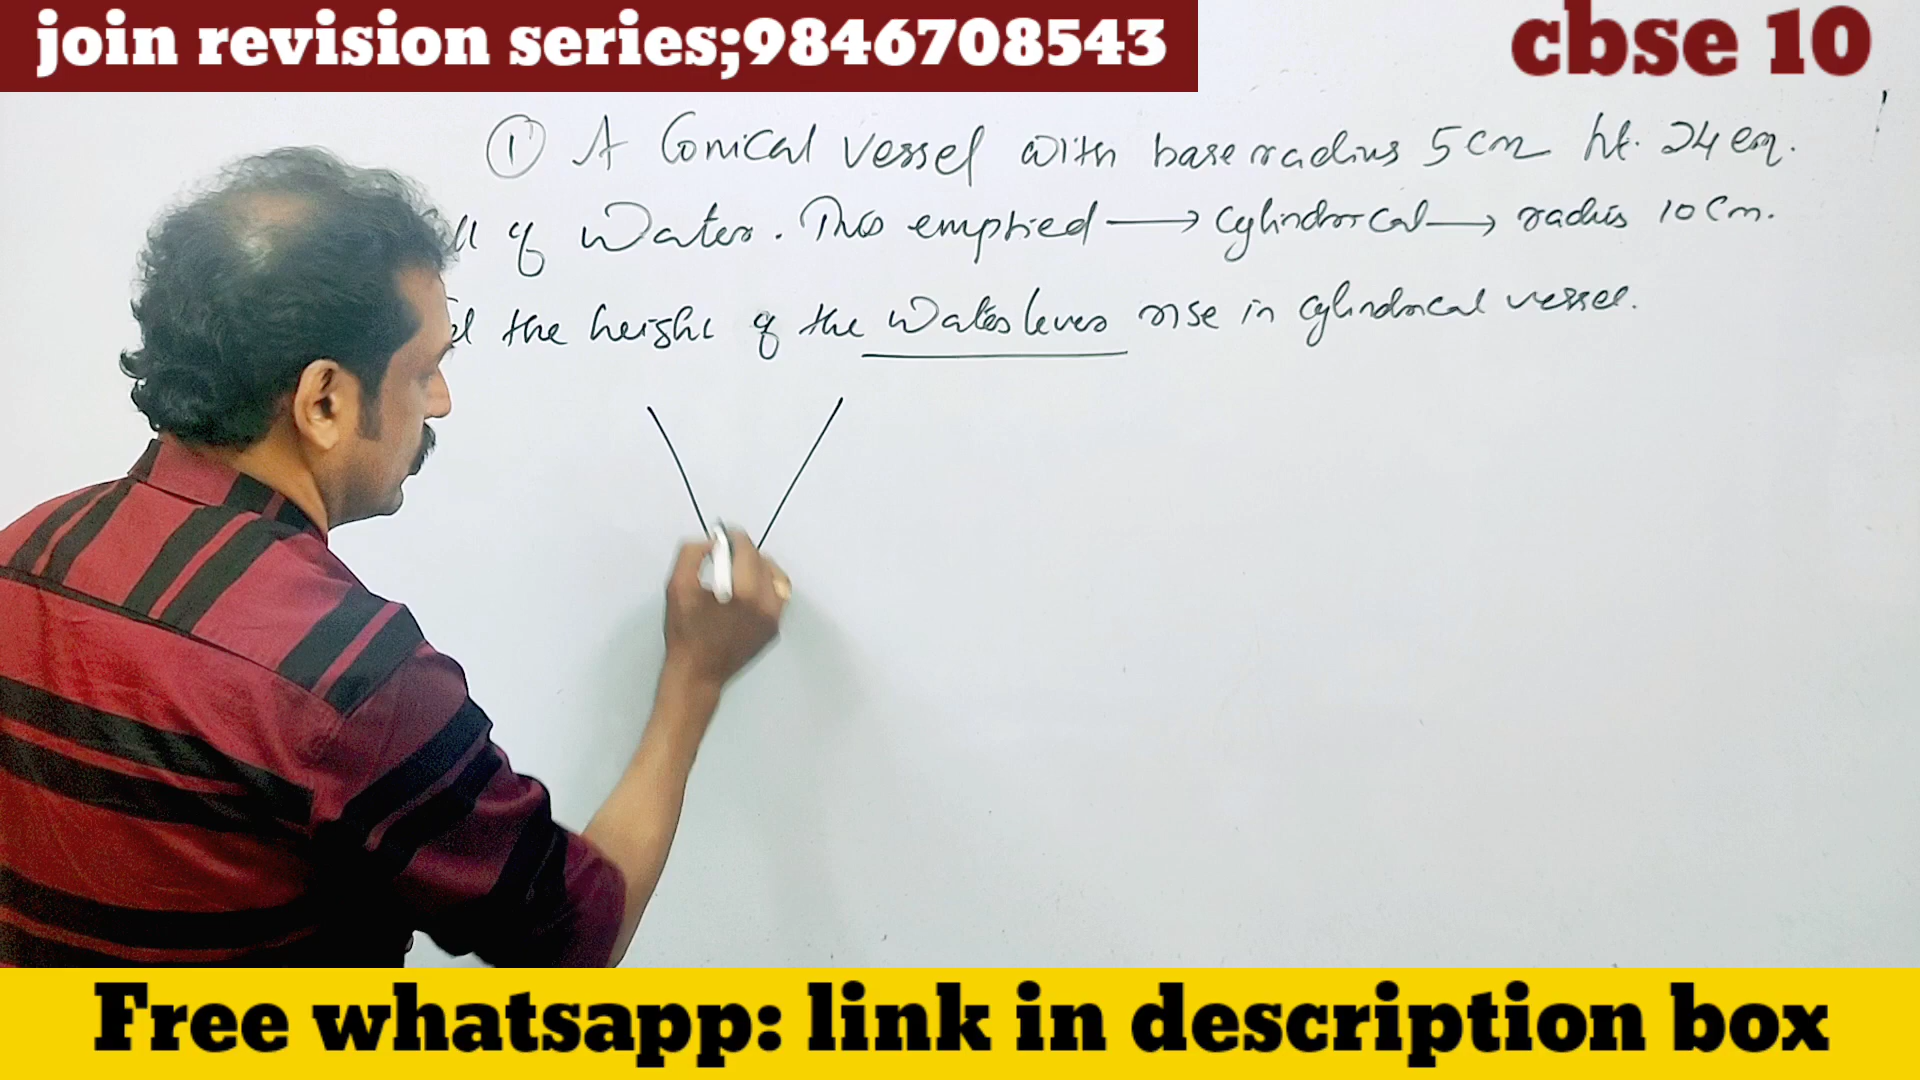 join revision series;9846708543
cbse 10
① A Conical vessel with base radius 5cm ht. 24cm.
of Water. This emptied → cylindrical → radius 10cm.
the height of the Water level rise in cylindrical vessel.
Free whatsapp: link in description box